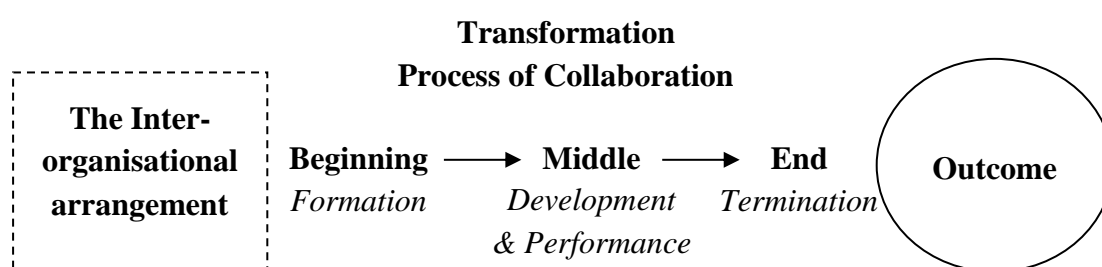 Transformation
Process of Collaboration
The Inter-
organisational
arrangement
Beginning
Formation
Middle
Development
& Performance
End
Termination
Outcome